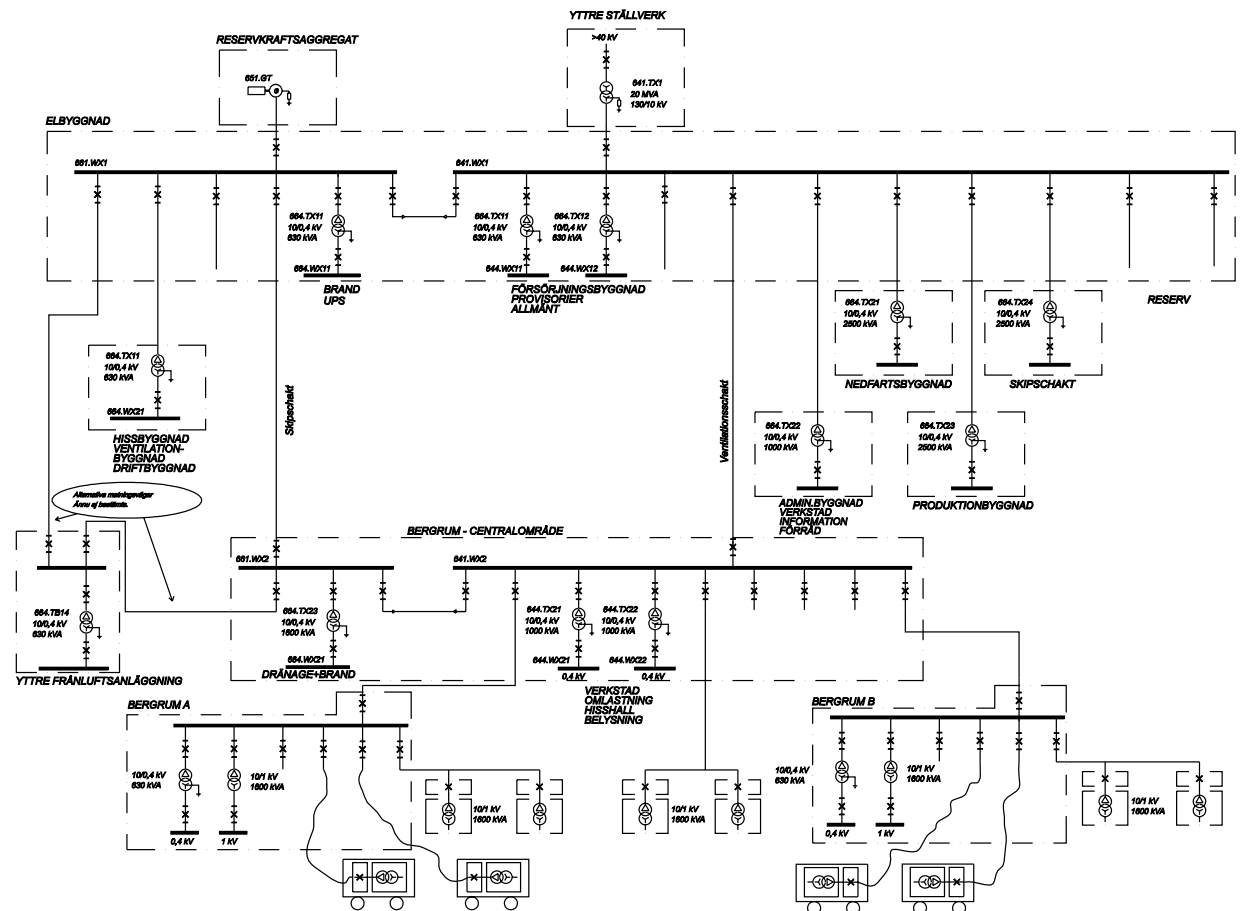 YTTRE STÄLLVERK
>40 kV
641.TX1
20 MVA
130/10 kV
RESERVKRAFTSAGGREGAT
651.GT
ELBYGGNAD
661.WX1
641.WX1
664.TX11
10/0,4 kV
630 kVA
664.WX11
BRAND
UPS
664.TX11
10/0,4 kV
630 kVA
644.WX11
664.TX12
10/0,4 kV
630 kVA
644.WX12
FÖRSÖRJNINGSBYGGNAD
PROVISORIER
ALLMÄNT
RESERV
664.TX11
10/0,4 kV
630 kVA
664.WX21
HISSBYGGNAD
VENTILATION-
BYGGNAD
DRIFTBYGGNAD
Skipschakt
Ventilationsschakt
664.TX21
10/0,4 kV
2500 kVA
NEDFARTSBYGGNAD
664.TX24
10/0,4 kV
2500 kVA
SKIPSCHAKT
664.TX22
10/0,4 kV
1000 kVA
ADMIN.BYGGNAD
VERKSTAD
INFORMATION
FÖRRÅD
664.TX23
10/0,4 kV
2500 kVA
PRODUKTIONBYGGNAD
Alternativa matningsvägar
Ännu ej bestämts.
664.TB14
10/0,4 kV
630 kVA
YTTRE FRÅNLUFTSANLÄGGNING
BERGRUM - CENTRALOMRÅDE
661.WX2
641.WX2
664.TX23
10/0,4 kV
1600 kVA
664.WX21
DRÄNAGE+BRAND
644.TX21
10/0,4 kV
1000 kVA
644.WX21
0,4 kV
644.TX22
10/0,4 kV
1000 kVA
644.WX22
0,4 kV
VERKSTAD
OMLASTNING
HISSHALL
BELYSNING
BERGRUM A
10/0,4 kV
630 kVA
0,4 kV
10/1 kV
1600 kVA
1 kV
10/1 kV
1600 kVA
10/1 kV
1600 kVA
BERGRUM B
10/0,4 kV
630 kVA
0,4 kV
10/1 kV
1600 kVA
1 kV
10/1 kV
1600 kVA